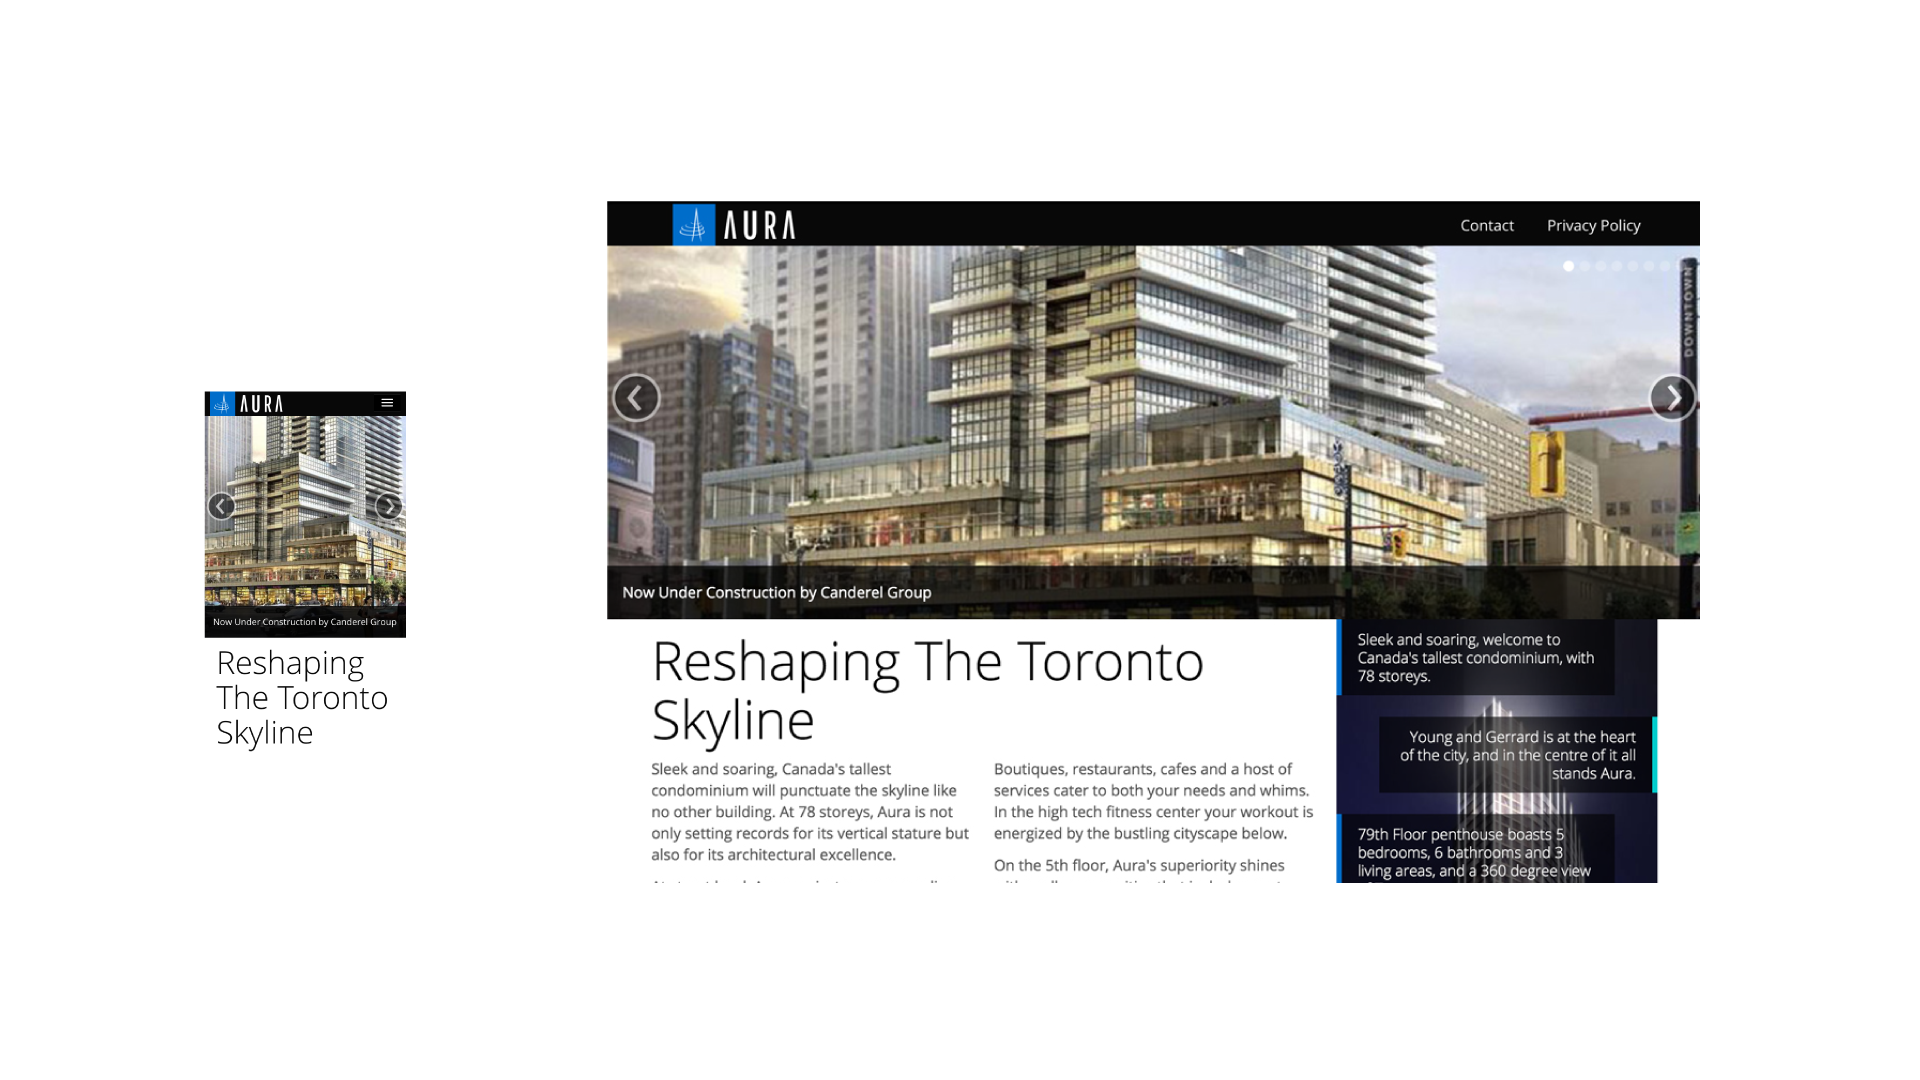 AURA
Now Under Construction by Canderel Group
Reshaping
The Toronto
Skyline
AURA
Contact
Privacy Policy
DOWNTOWN
Now Under Construction by Canderel Group
Reshaping The Toronto
Skyline
Sleek and soaring, Canada's tallest
condominium will punctuate the skyline like
no other building. At 78 storeys, Aura is not
only setting records for its vertical stature but
also for its architectural excellence.
Boutiques, restaurants, cafes and a host of
services cater to both your needs and whims.
In the high tech fitness center your workout is
energized by the bustling cityscape below.
On the 5th floor, Aura's superiority shines
Sleek and soaring, welcome to
Canada's tallest condominium, with
78 storeys.
Young and Gerrard is at the heart
of the city, and in the centre of it all
stands Aura.
79th Floor penthouse boasts 5
bedrooms, 6 bathrooms and 3
living areas, and a 360 degree view